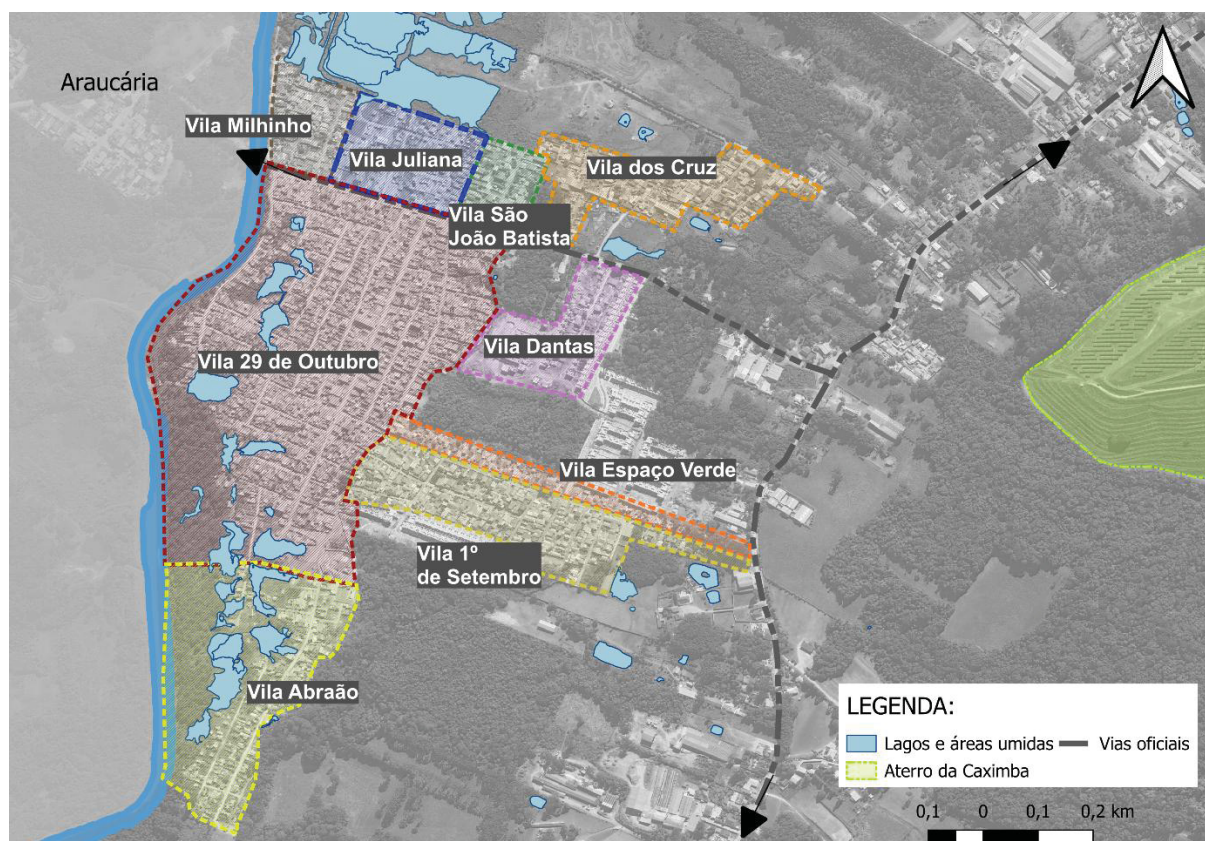 Araucária
Vila Milhinho
Vila Juliana
Vila dos Cruz
Vila São
João Batista
Vila Dantas
Vila 29 de Outubro
Vila Espaço Verde
Vila 1º
de Setembro
Vila Abraão
LEGENDA:
Lagos e áreas umidas
Vias oficiais
Aterro da Caximba
0,1 0 0,1 0,2 km